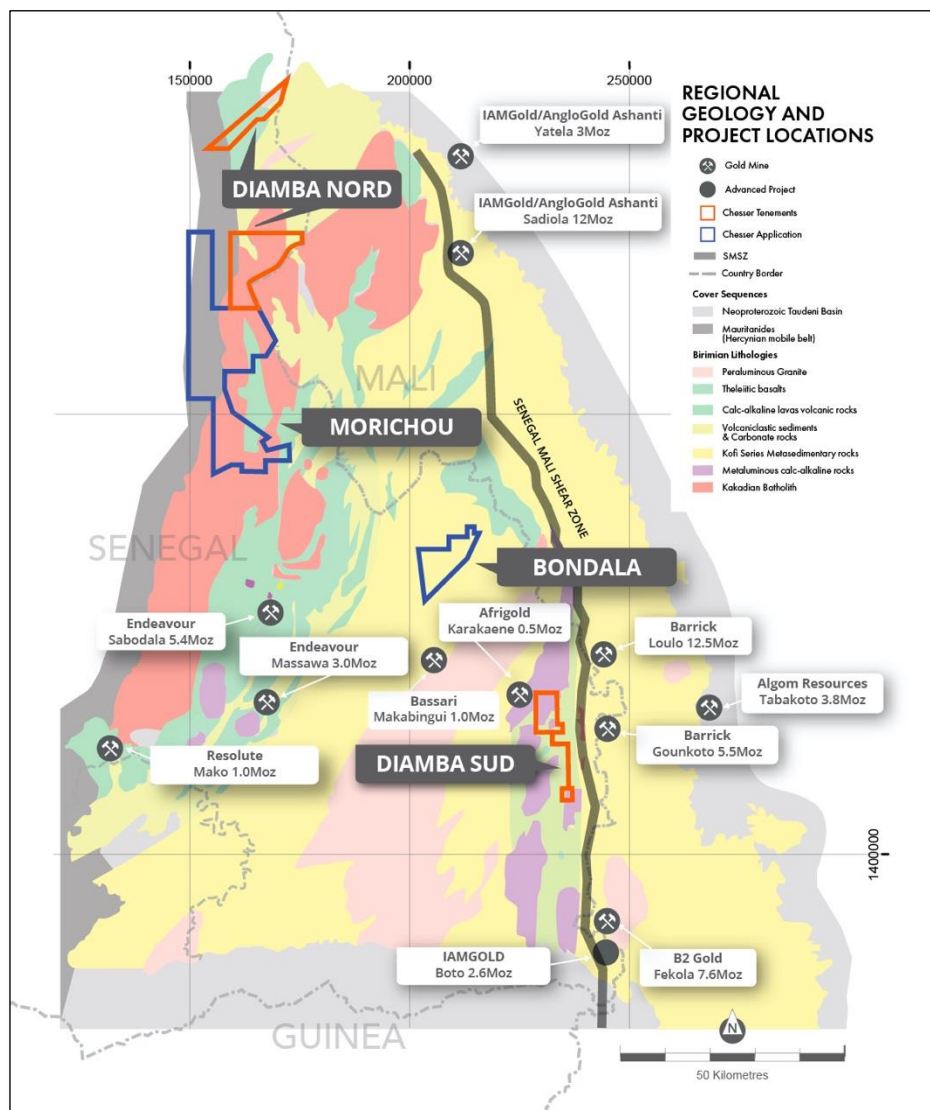 150000
200000
250000
REGIONAL
GEOLOGY AND
PROJECT LOCATIONS
Gold Mine
Advanced Project
Chesser Tenements
Chesser Application
SMSZ
Country Border
Cover Sequences
Neoproterozoic Taudeni Basin
Mauritanides
(Hercynian mobile belt)
Birimian Lithologies
Peraluminous Granite
Theleiitic basalts
Calc-alkaline lavas volcanic rocks
Volcaniclastic sediments
& Carbonate rocks
Kofi Series Metasedimentary rocks
Metaluminous calc-alkaline rocks
Kakadian Batholith
IAMGold/AngloGold Ashanti
Yatela 3Moz
DIAMBA NORD
IAMGold/AngloGold Ashanti
Sadiola 12Moz
MALI
MORICHOU
SENEGAL MALI SHEAR ZONE
SENEGAL
BONDALA
Endeavour
Sabodala 5.4Moz
Afrigold
Karakaene 0.5Moz
Barrick
Loulo 12.5Moz
Endeavour
Massawa 3.0Moz
Bassari
Makabingui 1.0Moz
Algom Resources
Tabakoto 3.8Moz
Barrick
Gounkoto 5.5Moz
Resolute
Mako 1.0Moz
DIAMBA SUD
1400000
IAMGOLD
Boto 2.6Moz
B2 Gold
Fekola 7.6Moz
GUINEA
N
50 Kilometres